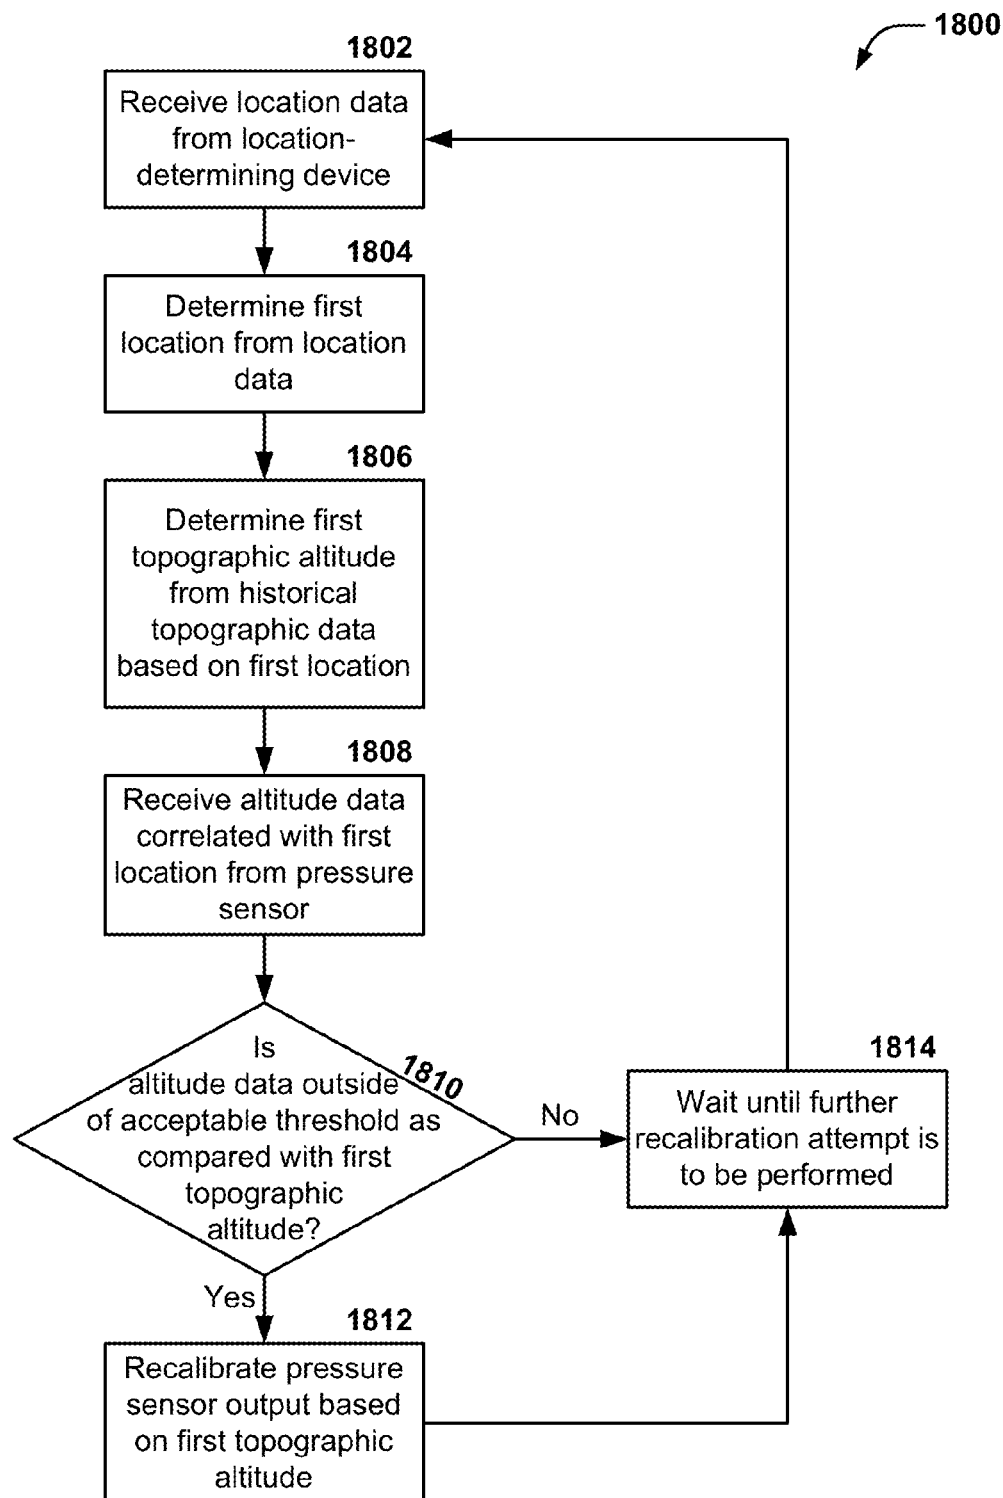 1800
1802
Receive location data
from location-
determining device
1804
Determine first
location from location
data
1806
Determine first
topographic altitude
from historical
topographic data
based on first location
1808
Receive altitude data
correlated with first
location from pressure
sensor
1810
Is
altitude data outside
of acceptable threshold as
compared with first
topographic
altitude?
No
1814
Wait until further
recalibration attempt is
to be performed
Yes
1812
Recalibrate pressure
sensor output based
on first topographic
altitude